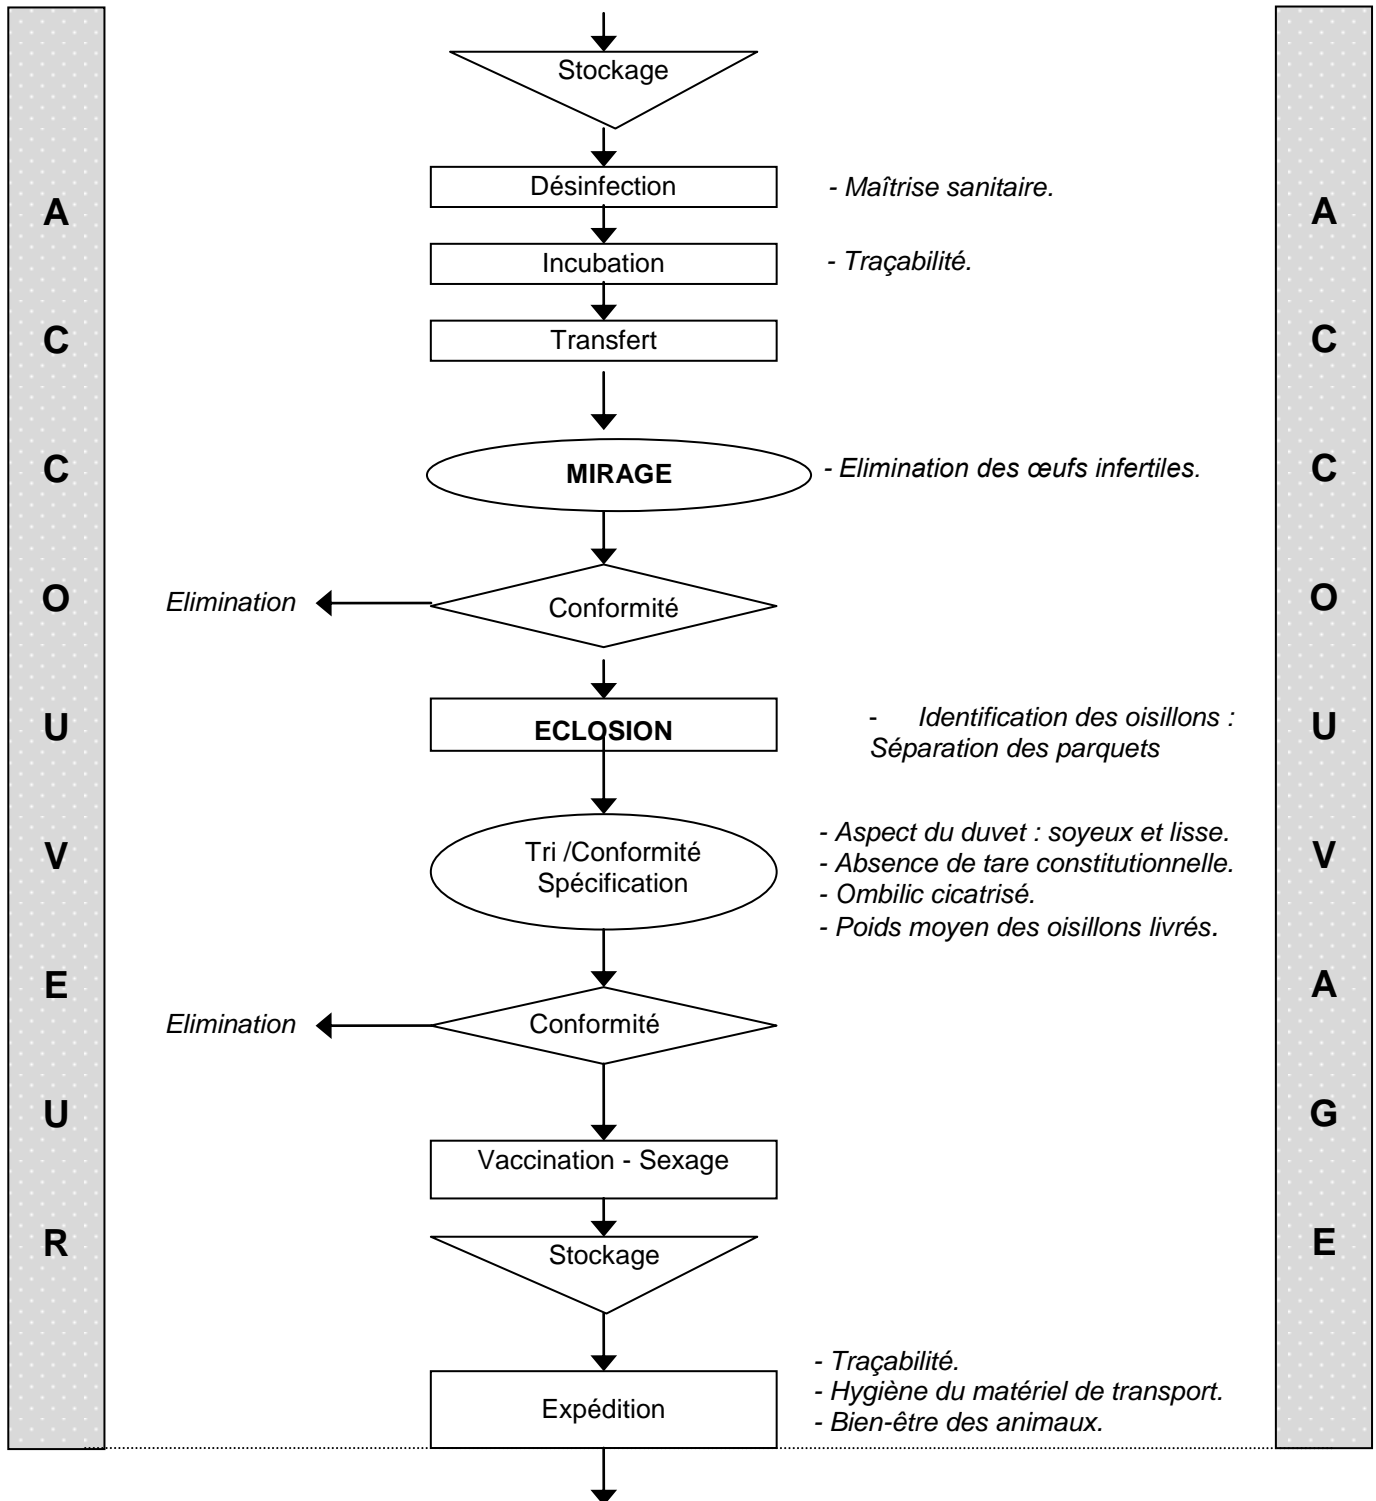 Stockage
Désinfection
- Maîtrise sanitaire.
Incubation
- Traçabilité.
Transfert
MIRAGE
- Elimination des œufs infertiles.
Elimination
Conformité
ECLOSION
- Identification des oisillons :
Séparation des parquets
Tri /Conformité
Spécification
- Aspect du duvet : soyeux et lisse.
- Absence de tare constitutionnelle.
- Ombilic cicatrisé.
- Poids moyen des oisillons livrés.
Elimination
Conformité
Vaccination - Sexage
Stockage
Expédition
- Traçabilité.
- Hygiène du matériel de transport.
- Bien-être des animaux.
A
C
C
O
U
V
E
U
R
A
C
C
O
U
V
A
G
E